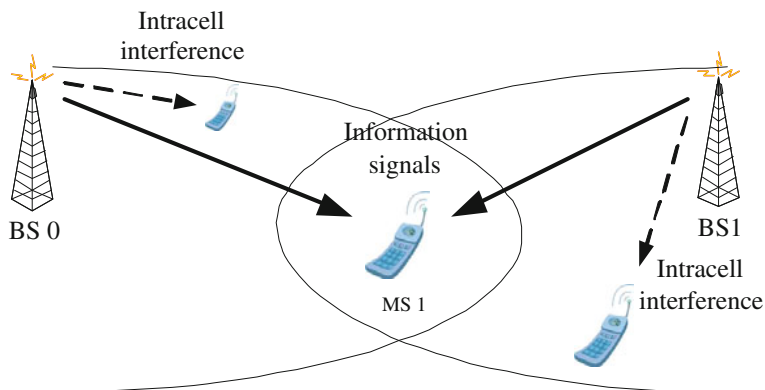 Intracell
interference
Information
signals
BS 0
BS1
MS 1
Intracell
interference